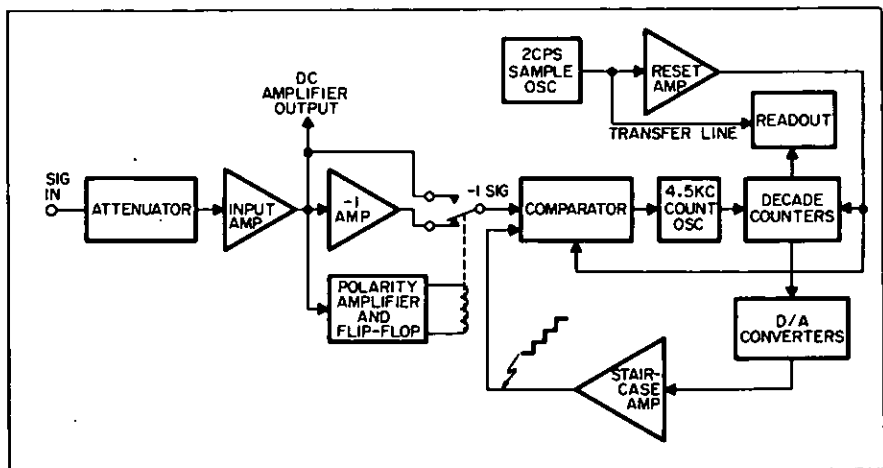 2CPS
SAMPLE
OSC
RESET
AMP
DC
AMPLIFIER
OUTPUT
TRANSFER LINE
READOUT
SIG
IN
ATTENUATOR
INPUT
AMP
-1
AMP
-1 SIG
COMPARATOR
4.5KC
COUNT
OSC
DECADE
COUNTERS
POLARITY
AMPLIFIER
AND
FLIP-FLOP
D/A
CONVERTERS
STAIR-
CASE
AMP